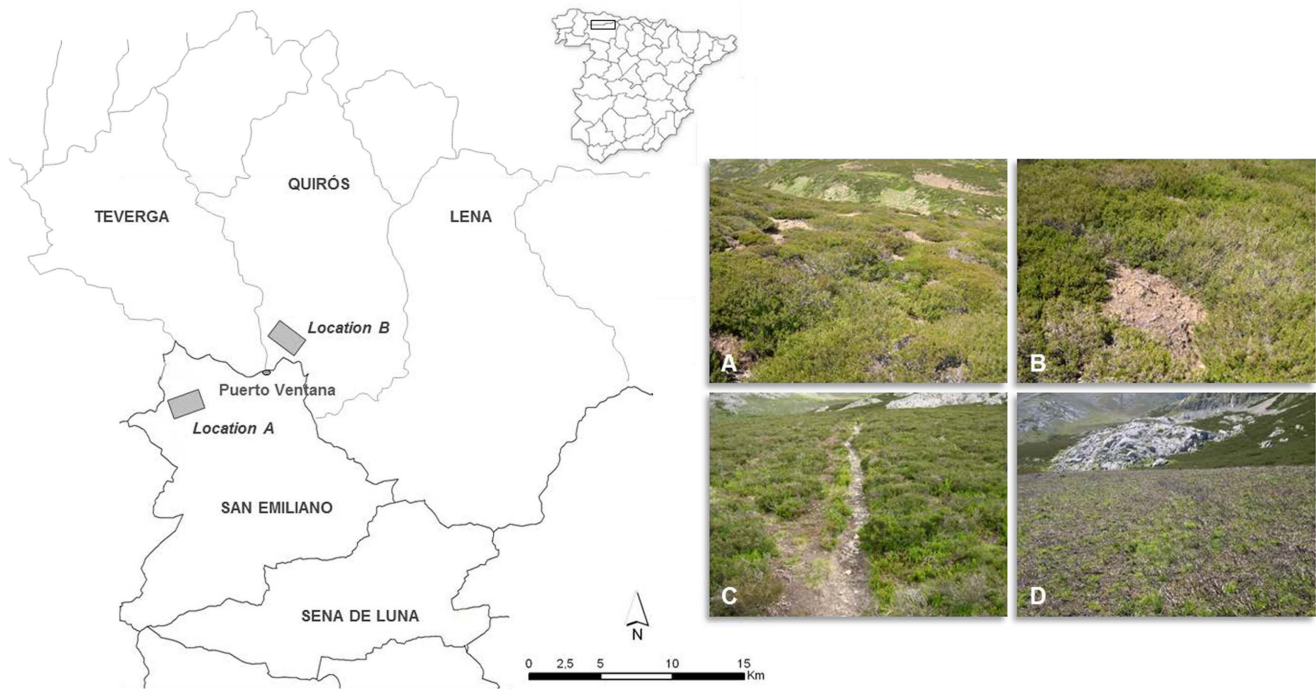 QUIRÓS
TEVERGA
LENA
Location B
Puerto Ventana
Location A
SAN EMILIANO
SENA DE LUNA
N
0 2,5 5 10 15
Km
A
B
C
D